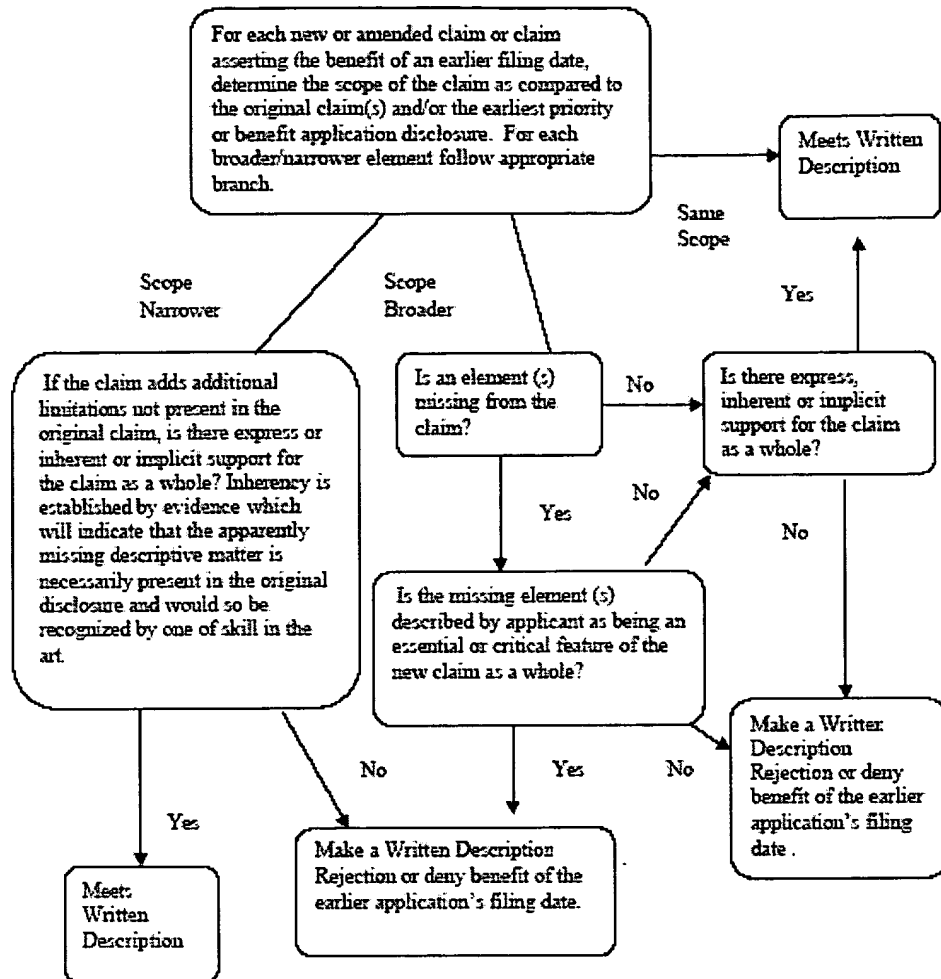 For each new or amended claim or claim
asserting the benefit of an earlier filing date,
determine the scope of the claim as compared to
the original claim(s) and/or the earliest priority
or benefit application disclosure. For each
broader/narrower element follow appropriate
branch.
Meets Written
Description
Same
Scope
Scope
Narrower
Scope
Broader
Yes
If the claim adds additional
limitations not present in the
original claim, is there express or
inherent or implicit support for
the claim as a whole? Inherency is
established by evidence which
will indicate that the apparently
missing descriptive matter is
necessarily present in the original
disclosure and would so be
recognized by one of skill in the
art.
Is an element (s)
missing from the
claim?
No
Is there express,
inherent or implicit
support for the claim
as a whole?
Yes
No
No
Is the missing element (s)
described by applicant as being an
essential or critical feature of the
new claim as a whole?
Make a Written
Description
Rejection or deny
benefit of the earlier
application's filing
date .
No
Yes
No
Yes
Make a Written Description
Rejection or deny benefit of the
earlier application's filing date.
Meets
Written
Description